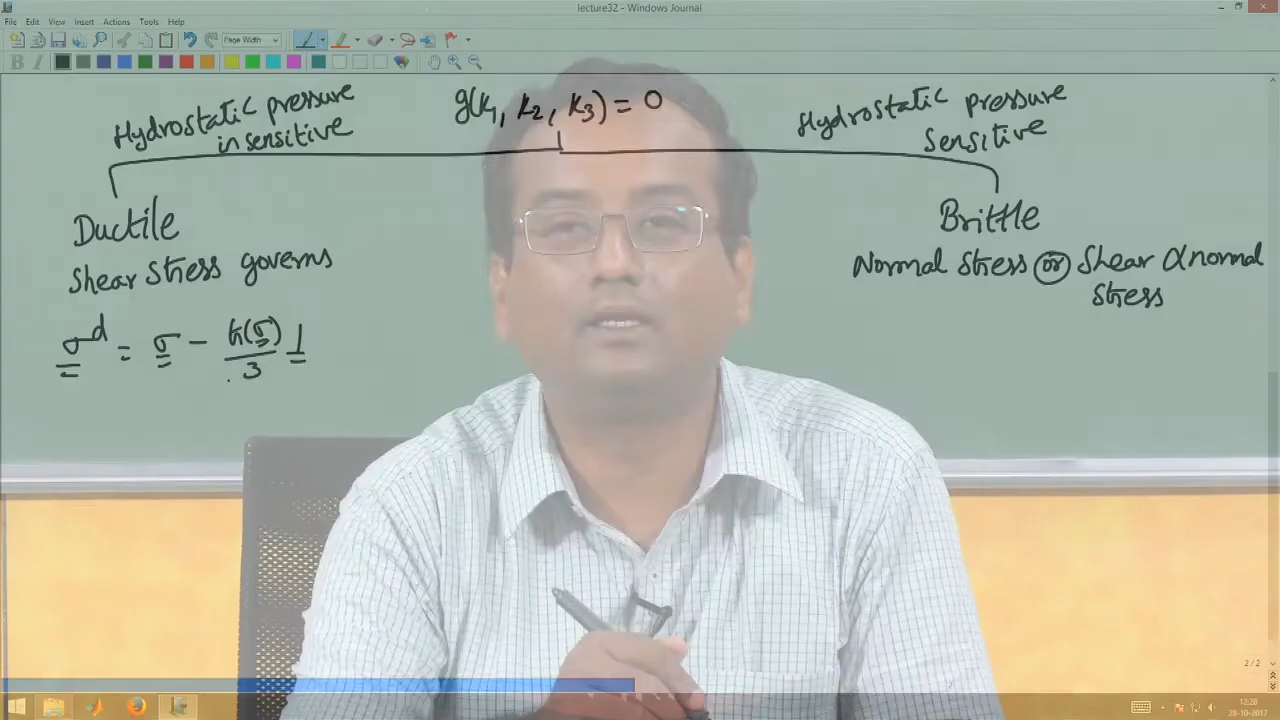 lecture32 - Windows Journal
File Edit View Insert Actions Tools Help
Page Width
B I
Hydrostatic pressure
insensitive
g(K₁, K₂, K₃) = 0
Hydrostatic pressure
Sensitive
Ductile
Shear stress governs
σᵈ = σ - tr(σ)/3 1
Brittle
Normal stress or Shear & normal
stress
2 / 2
12:28
28-10-2017